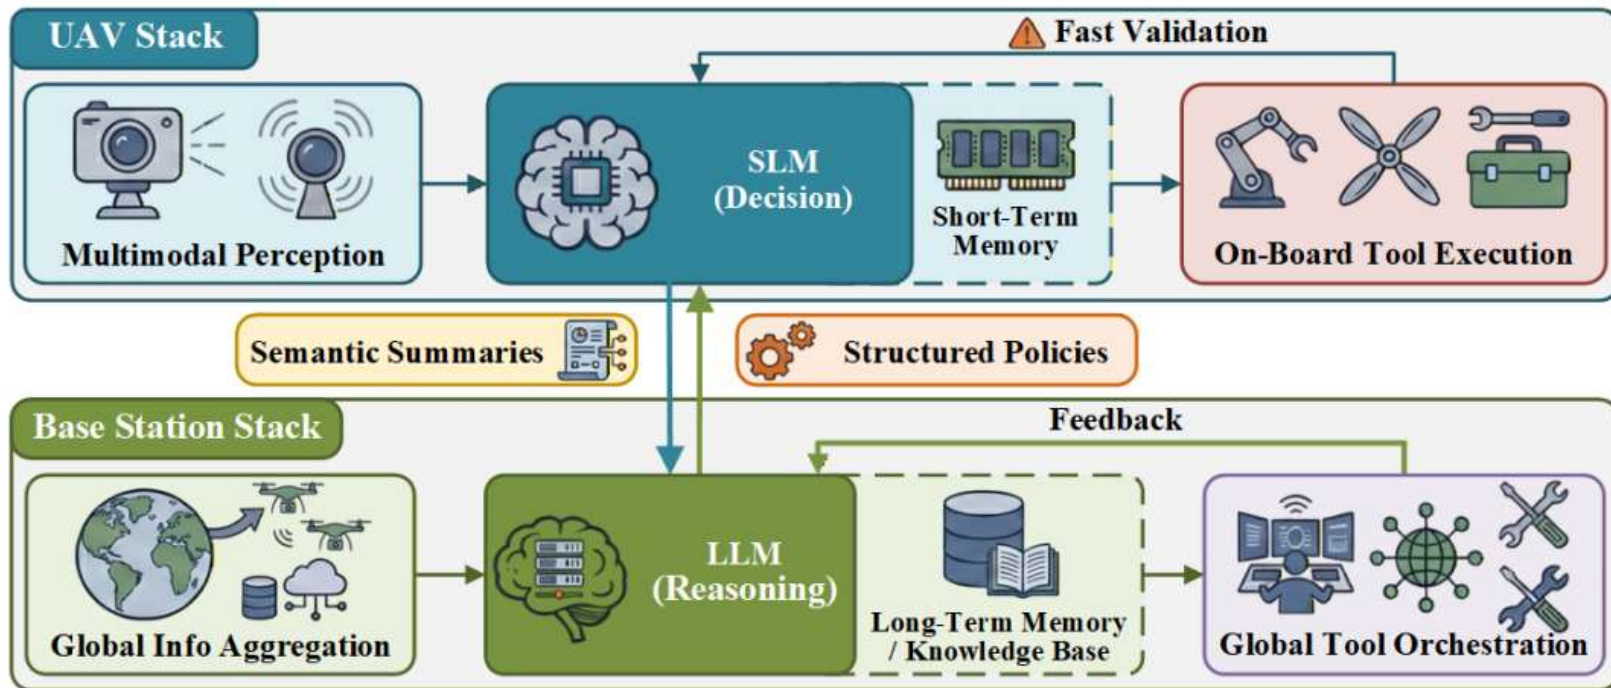 UAV Stack
Fast Validation
Multimodal Perception
SLM
(Decision)
Short-Term
Memory
On-Board Tool Execution
Semantic Summaries
Structured Policies
Base Station Stack
Feedback
Global Info Aggregation
LLM
(Reasoning)
Long-Term Memory
/ Knowledge Base
Global Tool Orchestration